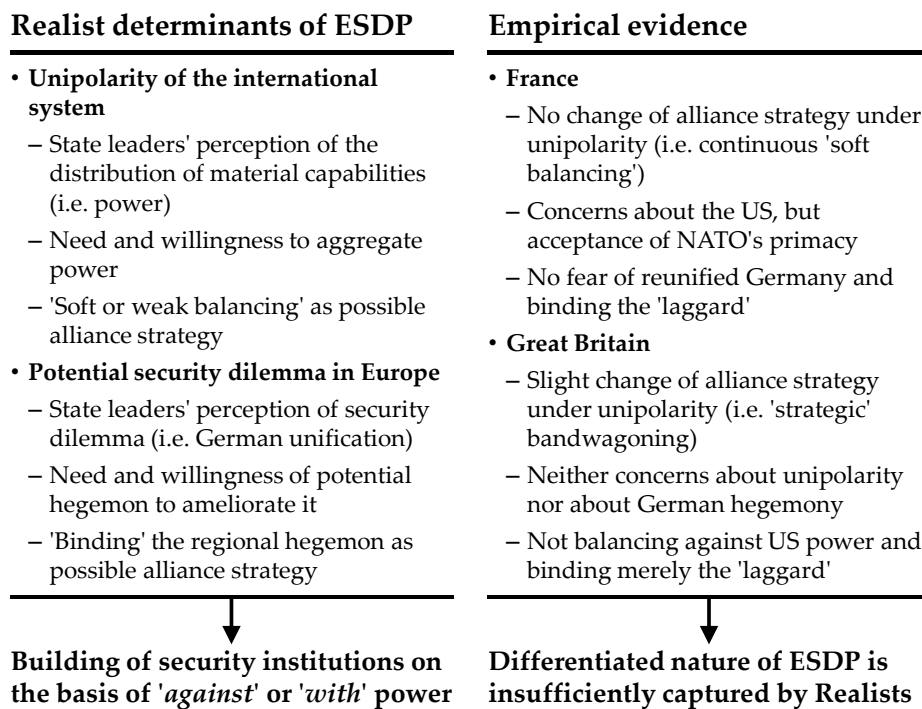 Realist determinants of ESDP
• Unipolarity of the international
system
– State leaders' perception of the
distribution of material capabilities
(i.e. power)
– Need and willingness to aggregate
power
– 'Soft or weak balancing' as possible
alliance strategy
• Potential security dilemma in Europe
– State leaders' perception of security
dilemma (i.e. German unification)
– Need and willingness of potential
hegemon to ameliorate it
– 'Binding' the regional hegemon as
possible alliance strategy
Building of security institutions on
the basis of 'against' or 'with' power
Empirical evidence
• France
– No change of alliance strategy under
unipolarity (i.e. continuous 'soft
balancing')
– Concerns about the US, but
acceptance of NATO's primacy
– No fear of reunified Germany and
binding the 'laggard'
• Great Britain
– Slight change of alliance strategy
under unipolarity (i.e. 'strategic'
bandwagoning)
– Neither concerns about unipolarity
nor about German hegemony
– Not balancing against US power and
binding merely the 'laggard'
Differentiated nature of ESDP is
insufficiently captured by Realists